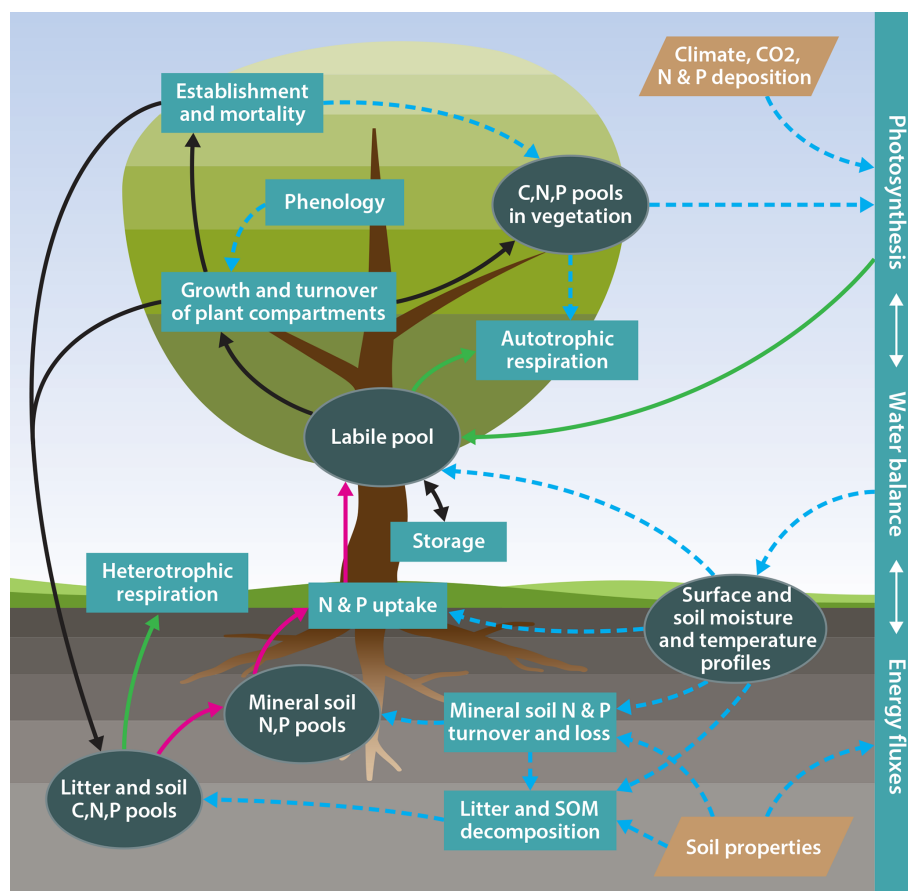 Climate, CO2,
N & P deposition
Establishment
and mortality
Phenology
C,N,P pools
in vegetation
Photosynthesis
Growth and turnover
of plant compartments
Autotrophic
respiration
Labile pool
Water balance
Storage
Heterotrophic
respiration
N & P uptake
Surface and
soil moisture
and temperature
profiles
Mineral soil
N,P pools
Mineral soil N & P
turnover and loss
Energy fluxes
Litter and soil
C,N,P pools
Litter and SOM
decomposition
Soil properties